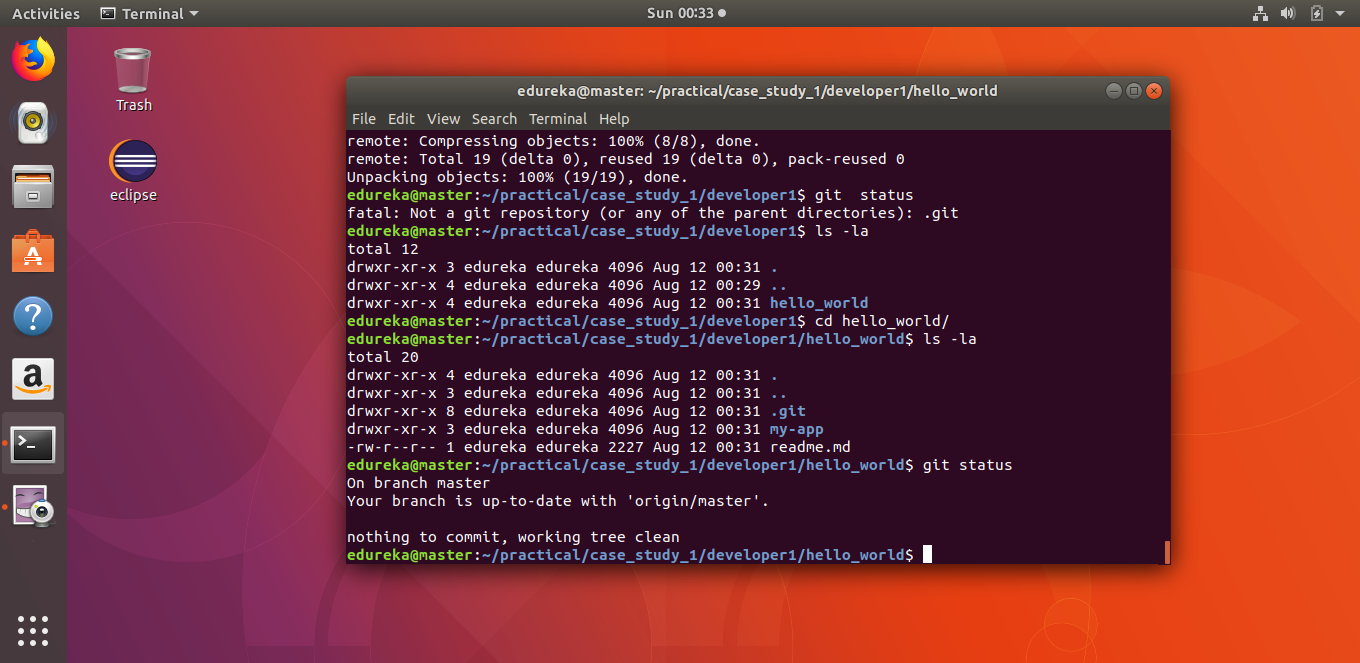 Activities Terminal Sun 00:33
Trash
eclipse
edureka@master: ~/practical/case_study_1/developer1/hello_world
File Edit View Search Terminal Help
remote: Compressing objects: 100% (8/8), done.
remote: Total 19 (delta 0), reused 19 (delta 0), pack-reused 0
Unpacking objects: 100% (19/19), done.
edureka@master:~/practical/case_study_1/developer1$ git  status
fatal: Not a git repository (or any of the parent directories): .git
edureka@master:~/practical/case_study_1/developer1$ ls -la
total 12
drwxr-xr-x 3 edureka edureka 4096 Aug 12 00:31 .
drwxr-xr-x 4 edureka edureka 4096 Aug 12 00:29 ..
drwxr-xr-x 4 edureka edureka 4096 Aug 12 00:31 hello_world
edureka@master:~/practical/case_study_1/developer1$ cd hello_world/
edureka@master:~/practical/case_study_1/developer1/hello_world$ ls -la
total 20
drwxr-xr-x 4 edureka edureka 4096 Aug 12 00:31 .
drwxr-xr-x 3 edureka edureka 4096 Aug 12 00:31 ..
drwxr-xr-x 8 edureka edureka 4096 Aug 12 00:31 .git
drwxr-xr-x 3 edureka edureka 4096 Aug 12 00:31 my-app
-rw-r--r-- 1 edureka edureka 2227 Aug 12 00:31 readme.md
edureka@master:~/practical/case_study_1/developer1/hello_world$ git status
On branch master
Your branch is up-to-date with 'origin/master'.
nothing to commit, working tree clean
edureka@master:~/practical/case_study_1/developer1/hello_world$